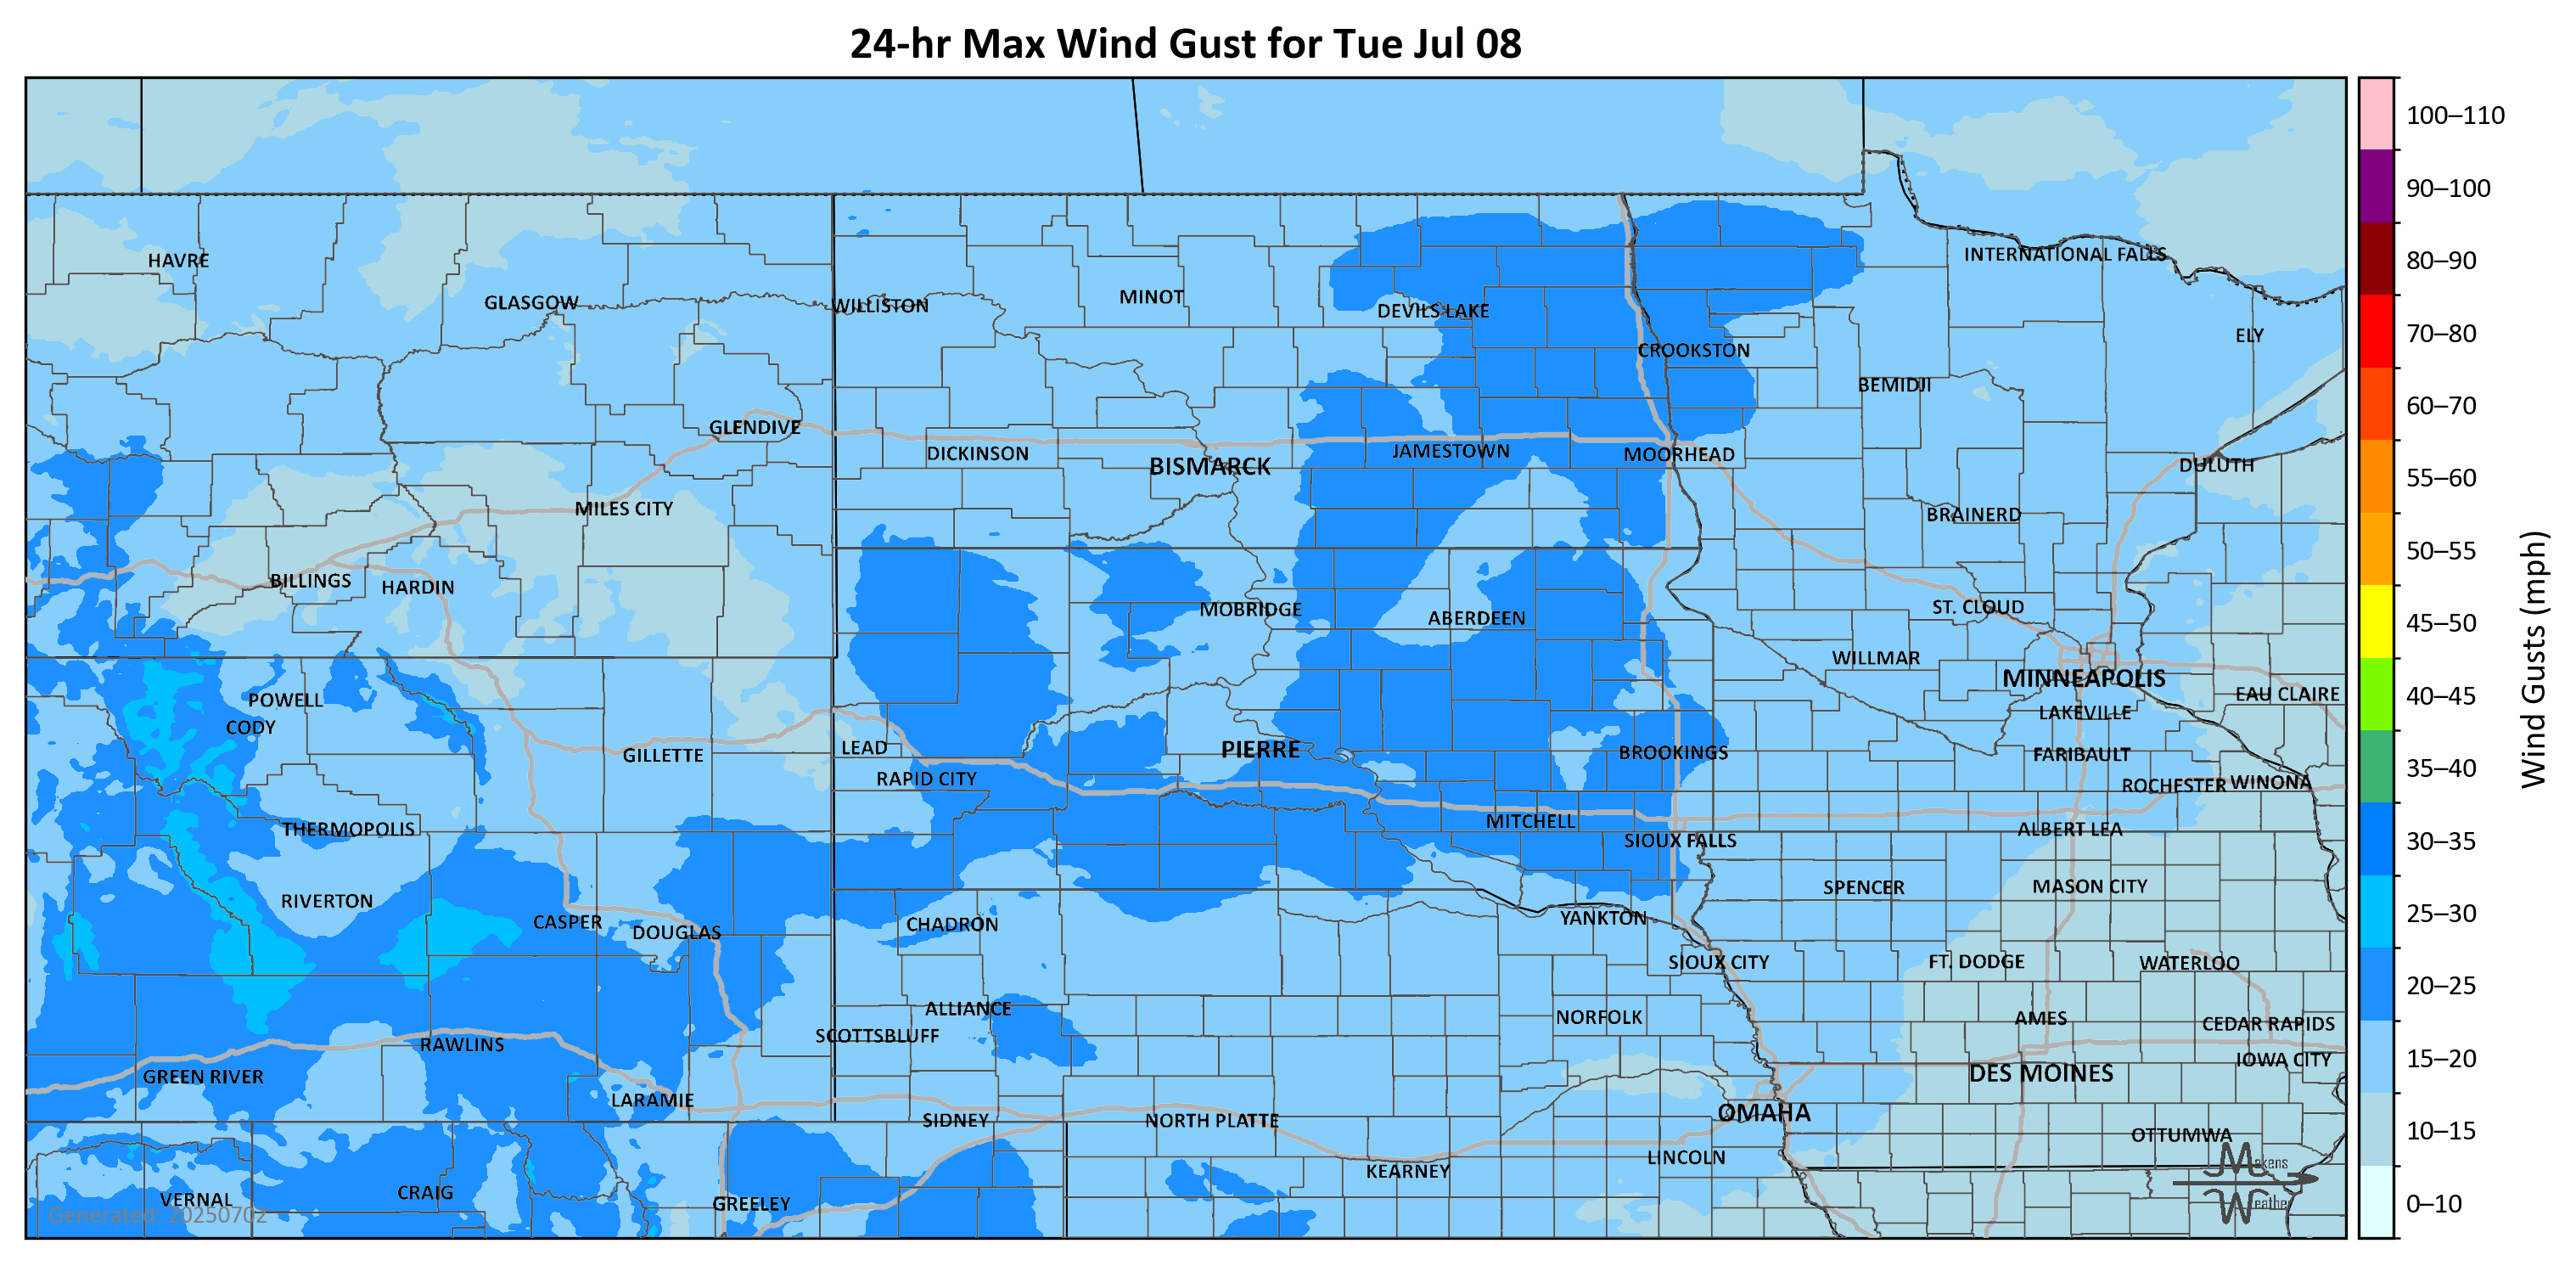 24-hr Max Wind Gust for Tue Jul 08
100–110
90–100
80–90
70–80
60–70
55–60
50–55
45–50
40–45
35–40
30–35
25–30
20–25
15–20
10–15
0–10
Wind Gusts (mph)
HAVRE
GLASGOW
WILLISTON
MINOT
DEVILS LAKE
CROOKSTON
INTERNATIONAL FALLS
ELY
BEMIDJI
GLENDIVE
DICKINSON
BISMARCK
JAMESTOWN
MOORHEAD
DULUTH
MILES CITY
BRAINERD
BILLINGS
HARDIN
MOBRIDGE
ABERDEEN
ST. CLOUD
WILLMAR
MINNEAPOLIS
EAU CLAIRE
POWELL
CODY
LAKEVILLE
GILLETTE
LEAD
PIERRE
BROOKINGS
FARIBAULT
RAPID CITY
ROCHESTER
WINONA
THERMOPOLIS
MITCHELL
SIOUX FALLS
ALBERT LEA
RIVERTON
SPENCER
MASON CITY
CASPER
DOUGLAS
CHADRON
YANKTON
SIOUX CITY
FT. DODGE
WATERLOO
ALLIANCE
NORFOLK
AMES
CEDAR RAPIDS
SCOTTSBLUFF
RAWLINS
IOWA CITY
GREEN RIVER
DES MOINES
LARAMIE
SIDNEY
NORTH PLATTE
OMAHA
OTTUMWA
KEARNEY
LINCOLN
VERNAL
CRAIG
GREELEY
Generated: 20250702
Makens
Weather